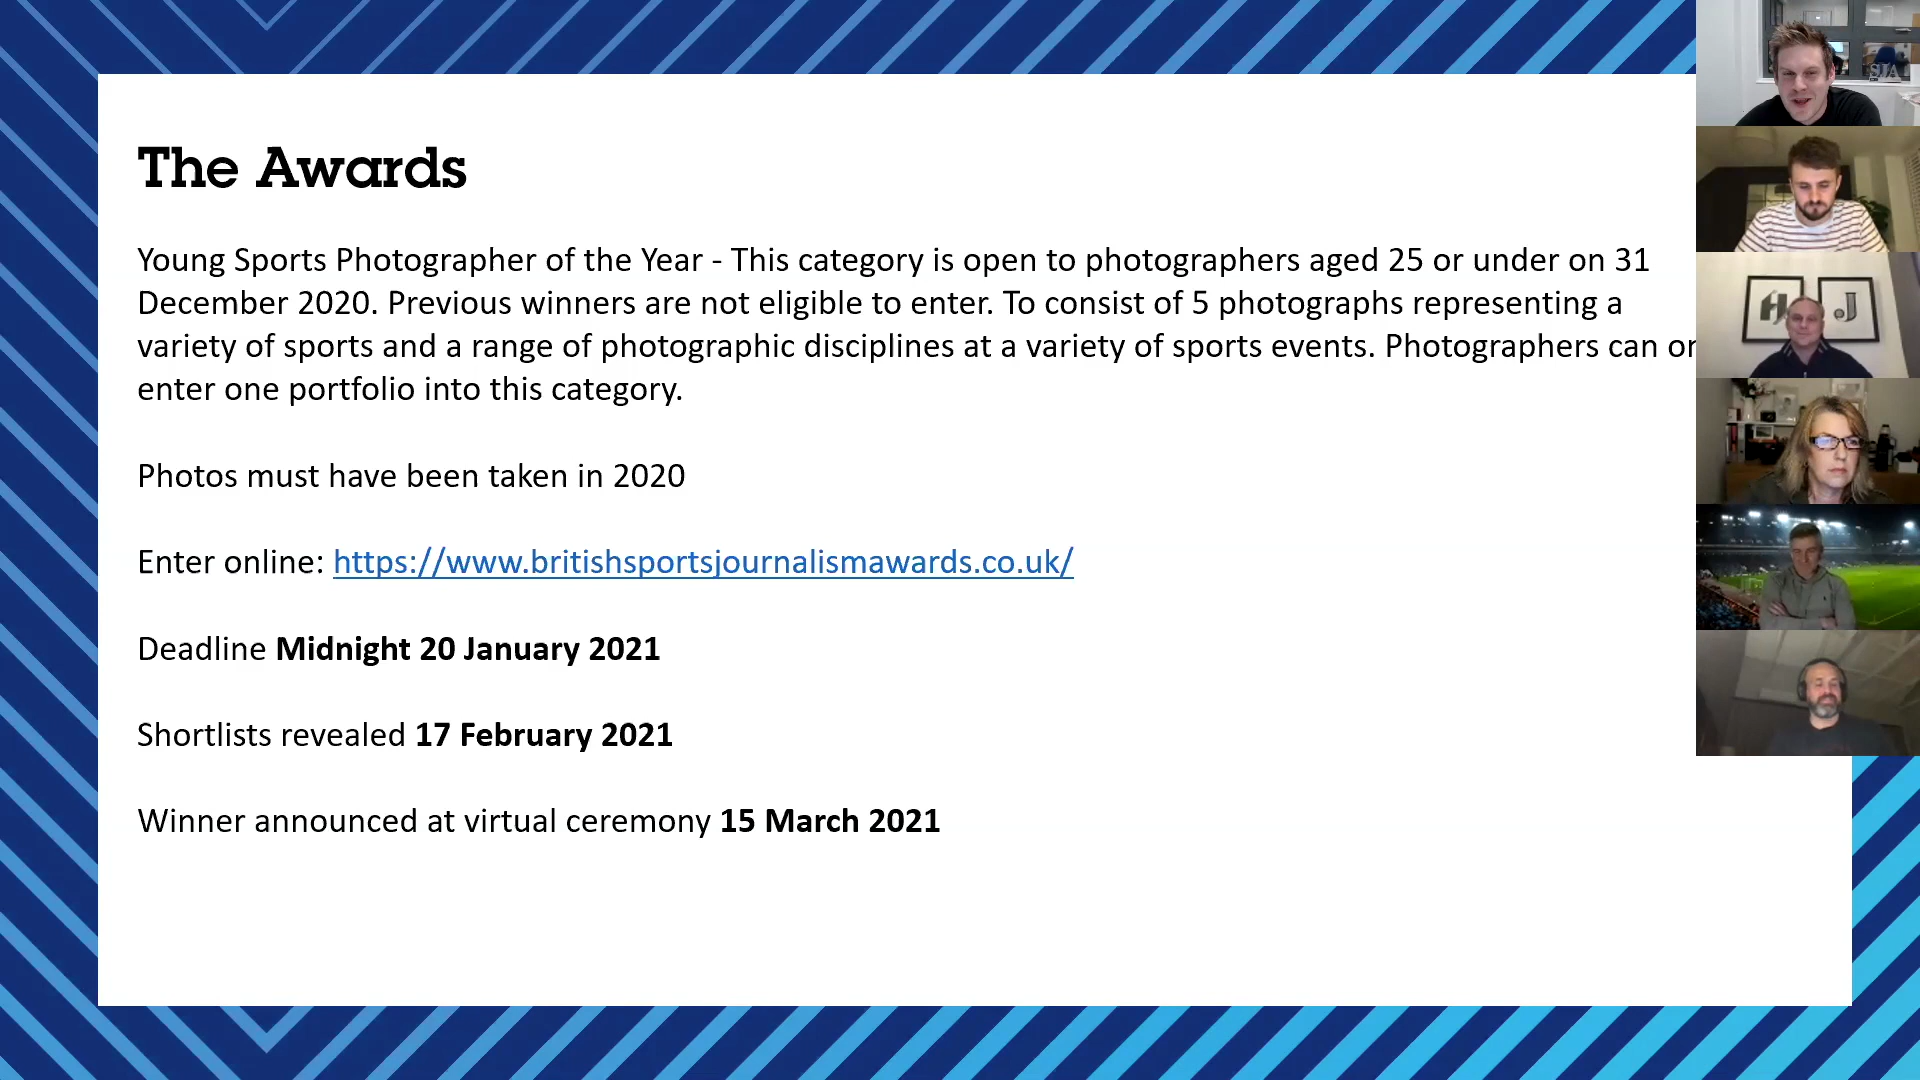 The Awards
Young Sports Photographer of the Year - This category is open to photographers aged 25 or under on 31
December 2020. Previous winners are not eligible to enter. To consist of 5 photographs representing a
variety of sports and a range of photographic disciplines at a variety of sports events. Photographers can
enter one portfolio into this category.
Photos must have been taken in 2020
Enter online: https://www.britishsportsjournalismawards.co.uk/
Deadline Midnight 20 January 2021
Shortlists revealed 17 February 2021
Winner announced at virtual ceremony 15 March 2021
SJA
H J